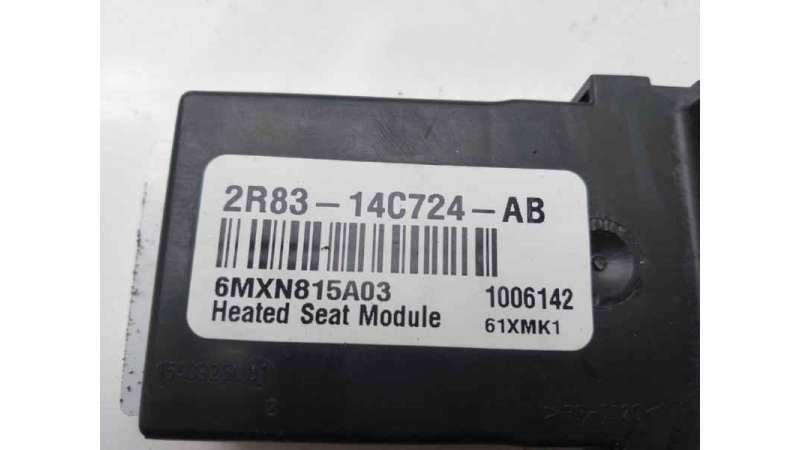 2R83-14C724-AB
6MXN815A03 1006142
Heated Seat Module 61XMK1